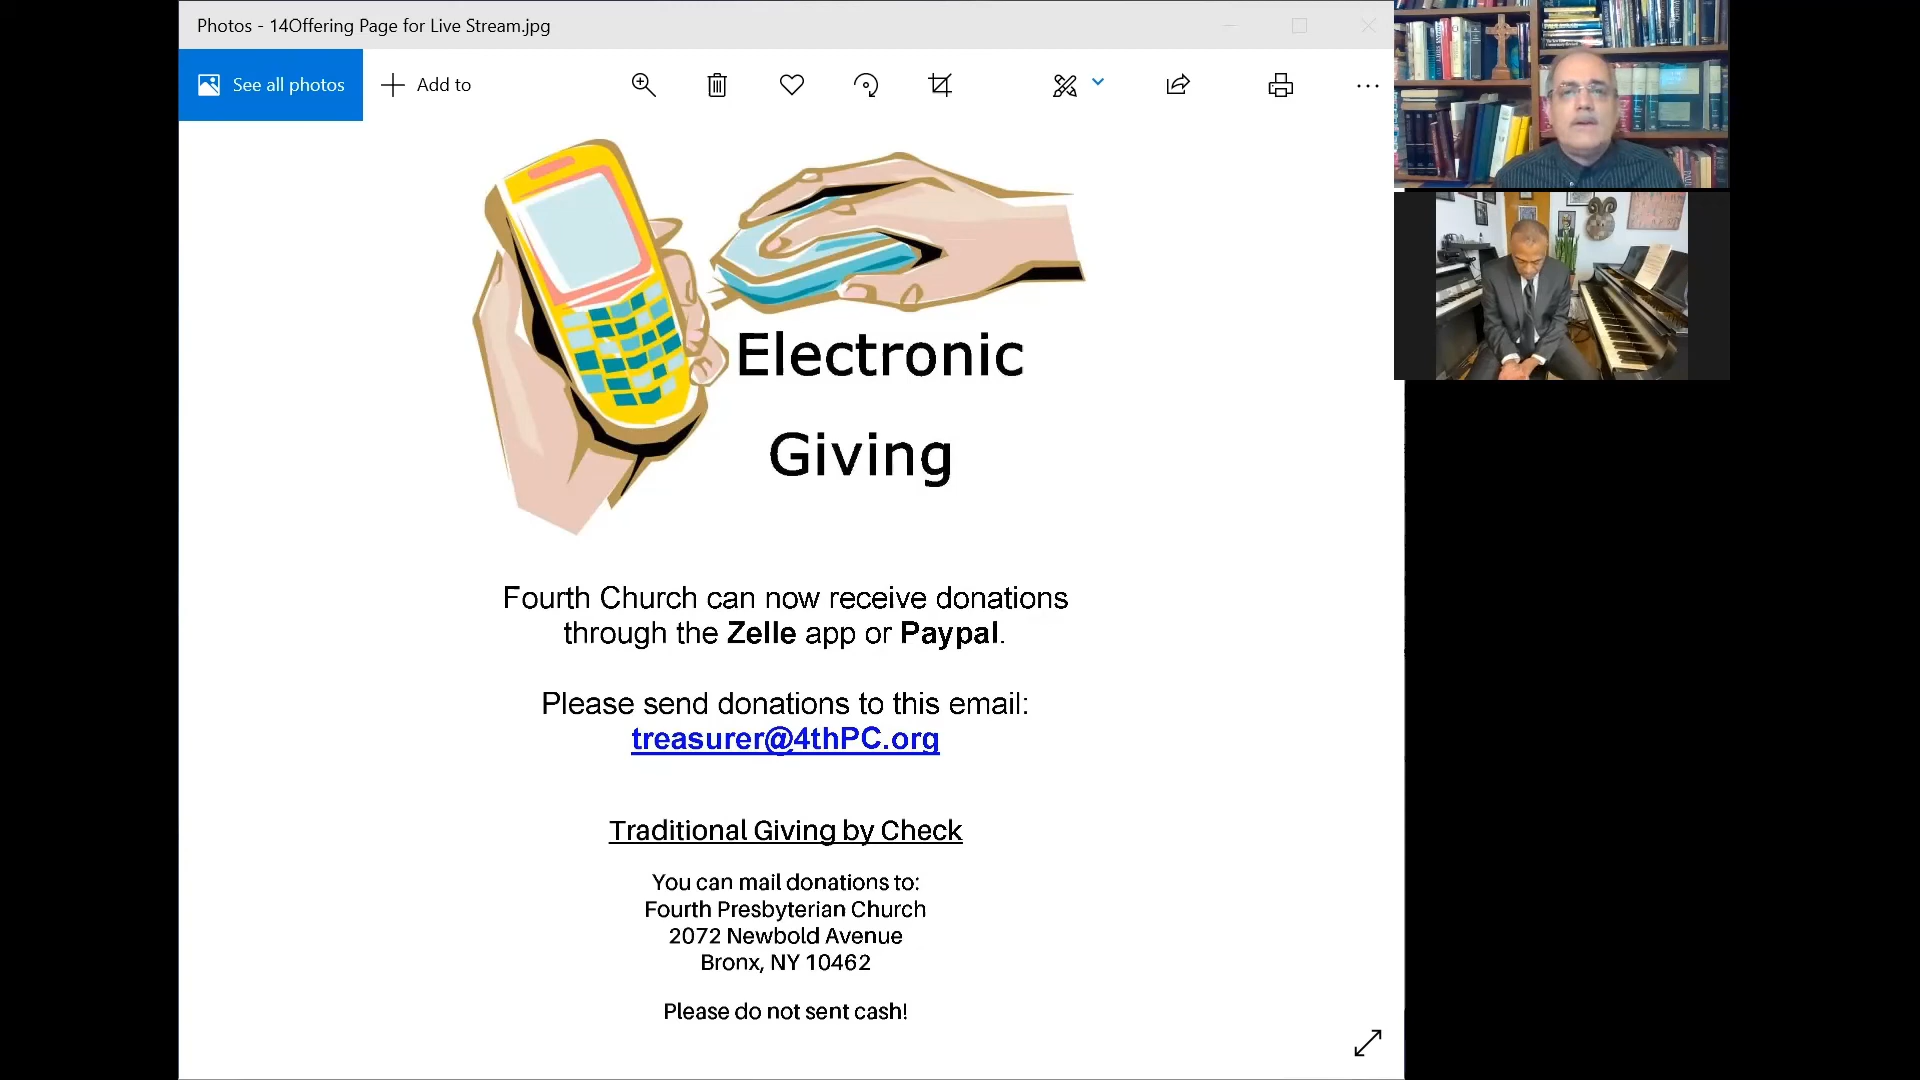 Photos - 14Offering Page for Live Stream.jpg
See all photos
Add to
Electronic
Giving
Fourth Church can now receive donations
through the Zelle app or Paypal.
Please send donations to this email:
treasurer@4thPC.org
Traditional Giving by Check
You can mail donations to:
Fourth Presbyterian Church
2072 Newbold Avenue
Bronx, NY 10462
Please do not sent cash!